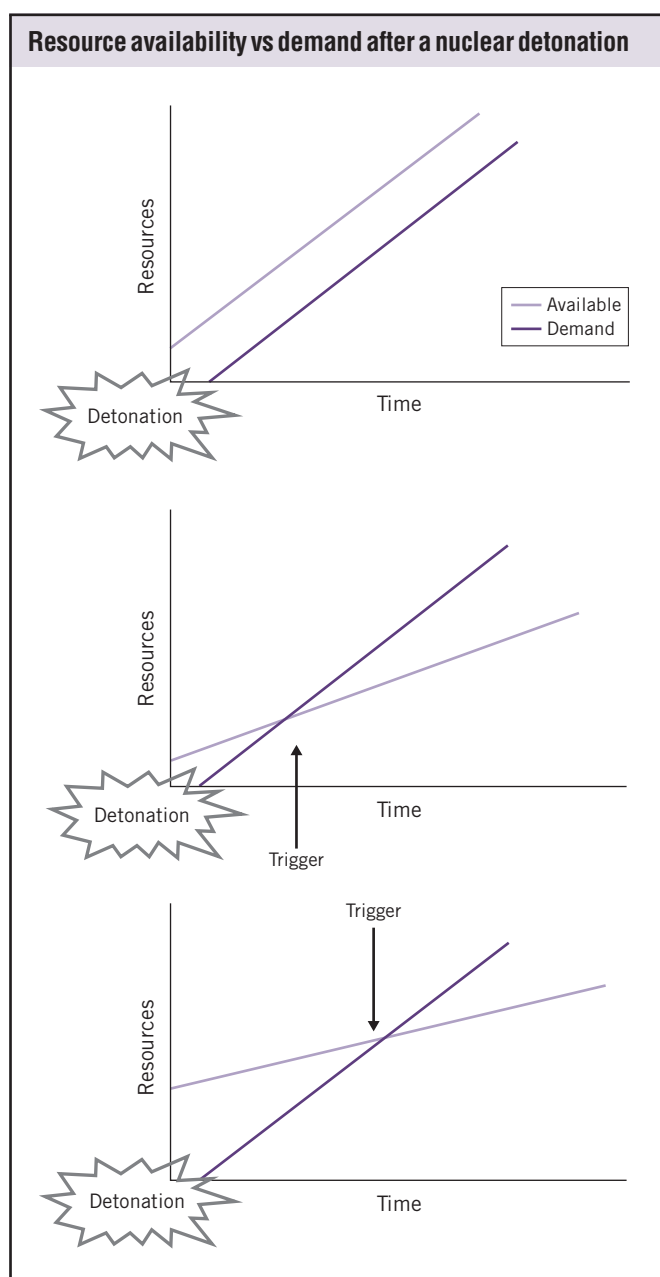 Resource availability vs demand after a nuclear detonation
Resources
Available
Demand
Detonation
Time
Resources
Detonation
Time
Trigger
Trigger
Resources
Detonation
Time